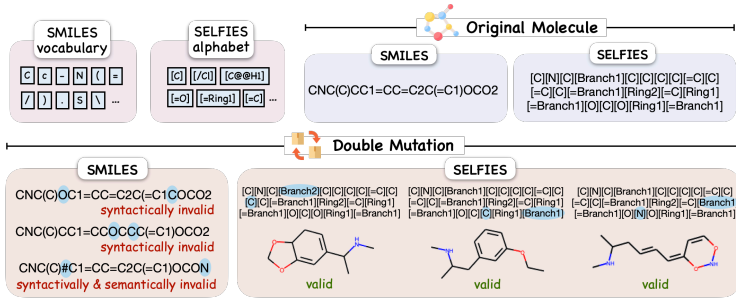 SMILES
vocabulary
C c - N ( =
/ ) . S \ ...
SELFIES
alphabet
[C] [/Cl] [C@@H1]
[=O] [=Ring1] [=C] ...
Original Molecule
SMILES
CNC(C)CC1=CC=C2C(=C1)OCO2
SELFIES
[C][N][C][Branch1][C][C][C][C][=C][C]
[=C][C][=Branch1][Ring2][=C][Ring1]
[=Branch1][O][C][O][Ring1][=Branch1]
Double Mutation
SMILES
CNC(C)OC1=CC=C2C(=C1COCO2
syntactically invalid
CNC(C)CC1=CCOCC(=C1)OCO2
syntactically invalid
CNC(C)#C1=CC=C2C(=C1)OCON
syntactivally & semantically invalid
SELFIES
[C][N][C][Branch2][C][C][C][C][=C][C]
[C][C][=Branch1][Ring2][=C][Ring1]
[=Branch1][O][C][O][Ring1][=Branch1]
valid
[C][N][C][Branch1][C][C][C][C][=C][C]
[=C][C][=Branch1][Ring2][=C][Ring1]
[=Branch1][O][C][C][Ring1][Branch1]
valid
[C][N][C][Branch1][C][C][C][C][=C][C]
[=C][C][=Branch1][Ring2][=C][Branch1]
[=Branch1][O][N][O][Ring1][=Branch1]
valid